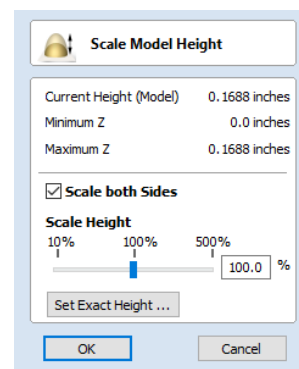 Scale Model Height
Current Height (Model) 0.1688 inches
Minimum Z 0.0 inches
Maximum Z 0.1688 inches
Scale both Sides
Scale Height
10% 100% 500%
100.0 %
Set Exact Height ...
OK Cancel